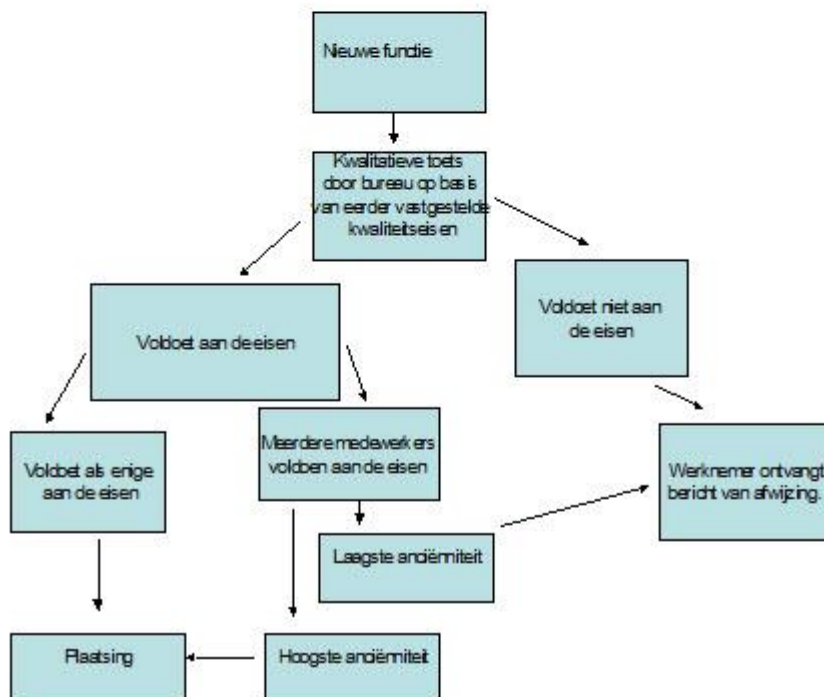 Nieuwe functie
Kwalitatieve toets
door bureau op basis
van eerder vastgestelde
kwaliteitseisen
Voldoet aan de eisen
Voldoet niet aan
de eisen
Voldoet als enige
aan de eisen
Meerdere medewerkers
voldoen aan de eisen
Werknemer ontvangt
bericht van afwijzing.
Laagste anciënniteit
Plaatsing
Hoogste anciënniteit